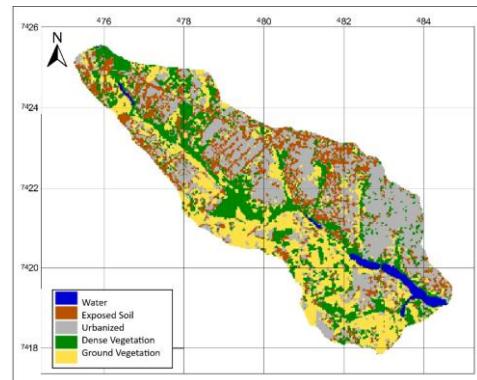 476 478 480 482 484
7426
N
7424
7422
7420
7418
Water
Exposed Soil
Urbanized
Dense Vegetation
Ground Vegetation